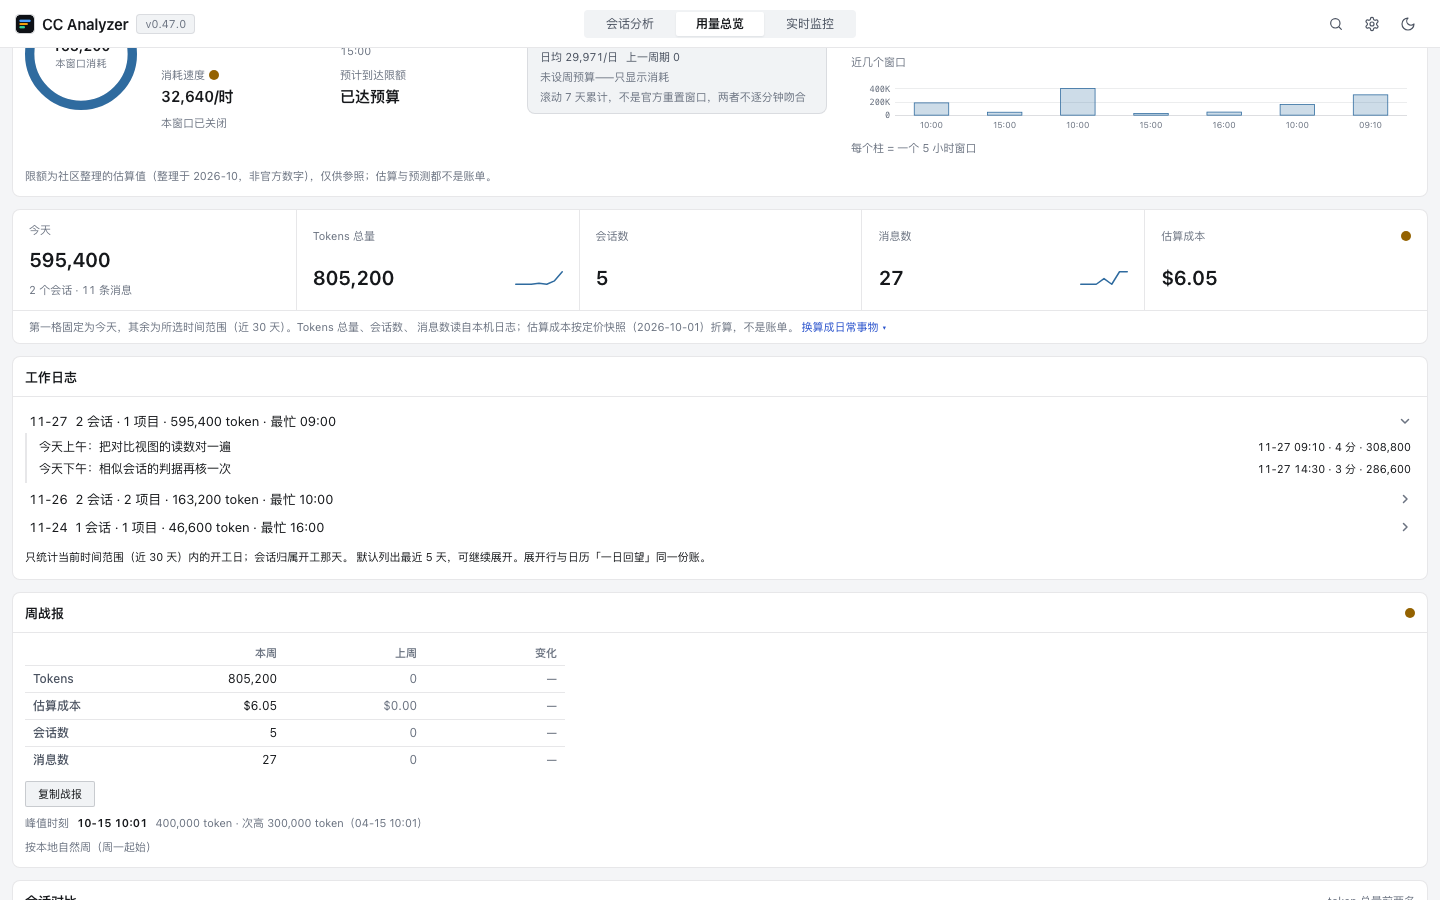 CC Analyzer v0.47.0 会话分析 用量总览 实时监控
本窗口消耗
消耗速度
32,640/时
本窗口已关闭
15:00
预计到达限额
已达预算
日均 29,971/日 上一周期 0
未设周预算——只显示消耗
滚动 7 天累计，不是官方重置窗口，两者不逐分钟吻合
近几个窗口
400K
200K
0
10:00 15:00 10:00 15:00 16:00 10:00 09:10
每个柱 = 一个 5 小时窗口
限额为社区整理的估算值（整理于 2026-10，非官方数字），仅供参照；估算与预测都不是账单。
今天
595,400
2 个会话 · 11 条消息
Tokens 总量
805,200
会话数
5
消息数
27
估算成本
$6.05
第一格固定为今天，其余为所选时间范围（近 30 天）。Tokens 总量、会话数、 消息数读自本机日志；估算成本按定价快照（2026-10-01）折算，不是账单。 换算成日常事物
工作日志
11-27 2 会话 · 1 项目 · 595,400 token · 最忙 09:00
今天上午：把对比视图的读数对一遍 11-27 09:10 · 4 分 · 308,800
今天下午：相似会话的判据再核一次 11-27 14:30 · 3 分 · 286,600
11-26 2 会话 · 2 项目 · 163,200 token · 最忙 10:00
11-24 1 会话 · 1 项目 · 46,600 token · 最忙 16:00
只统计当前时间范围（近 30 天）内的开工日；会话归属开工那天。 默认列出最近 5 天，可继续展开。展开行与日历「一日回望」同一份账。
周战报
本周 上周 变化
Tokens 805,200 0 —
估算成本 $6.05 $0.00 —
会话数 5 0 —
消息数 27 0 —
复制战报
峰值时刻 10-15 10:01 400,000 token · 次高 300,000 token（04-15 10:01）
按本地自然周（周一起始）